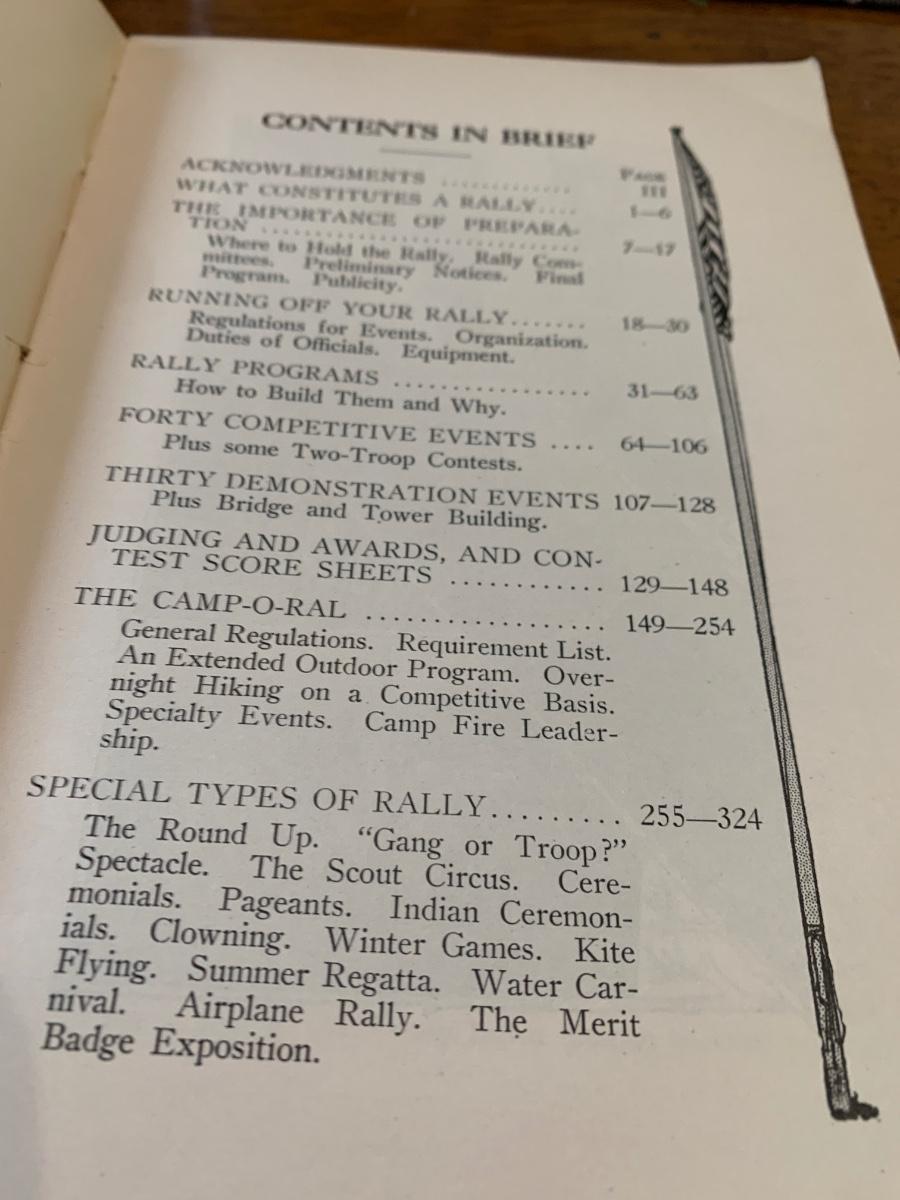 CONTENTS IN BRIEF
Page
ACKNOWLEDGMENTS ............. III
WHAT CONSTITUTES A RALLY.... 1—6
THE IMPORTANCE OF PREPARA-
TION ................................ 7—17
Where to Hold the Rally. Rally Com-
mittees. Preliminary Notices. Final
Program. Publicity.
RUNNING OFF YOUR RALLY....... 18—30
Regulations for Events. Organization.
Duties of Officials. Equipment.
RALLY PROGRAMS ................. 31—63
How to Build Them and Why.
FORTY COMPETITIVE EVENTS .... 64—106
Plus some Two-Troop Contests.
THIRTY DEMONSTRATION EVENTS 107—128
Plus Bridge and Tower Building.
JUDGING AND AWARDS, AND CON-
TEST SCORE SHEETS ............ 129—148
THE CAMP-O-RAL .................. 149—254
General Regulations. Requirement List.
An Extended Outdoor Program. Over-
night Hiking on a Competitive Basis.
Specialty Events. Camp Fire Leader-
ship.
SPECIAL TYPES OF RALLY......... 255—324
The Round Up. “Gang or Troop?”
Spectacle. The Scout Circus. Cere-
monials. Pageants. Indian Ceremon-
ials. Clowning. Winter Games. Kite
Flying. Summer Regatta. Water Car-
nival. Airplane Rally. The Merit
Badge Exposition.